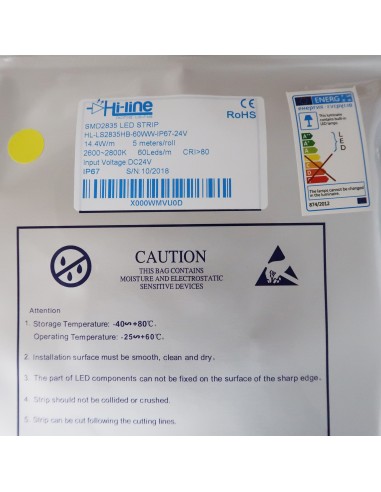 Hi-line
CE
RoHS
SMD2835 LED STRIP
HL-LS2835HB-60WW-IP67-24V
14.4W/m 5 meters/roll
2600~2800K 60Leds/m CRI>80
Input Voltage DC24V
IP67 S/N:10/2018
X000WMVU0D
ENERG
LED
874/2012
CAUTION
THIS BAG CONTAINS
MOISTURE AND ELECTROSTATIC
SENSITIVE DEVICES
Attention
1. Storage Temperature: -40∽+80℃,
Operating Temperature: -25∽+60℃.
2. Installation surface must be smooth, clean and dry.
3. The part of LED components can not be fixed on the surface of the sharp edge.
4. Strip should not be collided or crushed.
5. Strip can be cut following the cutting lines.